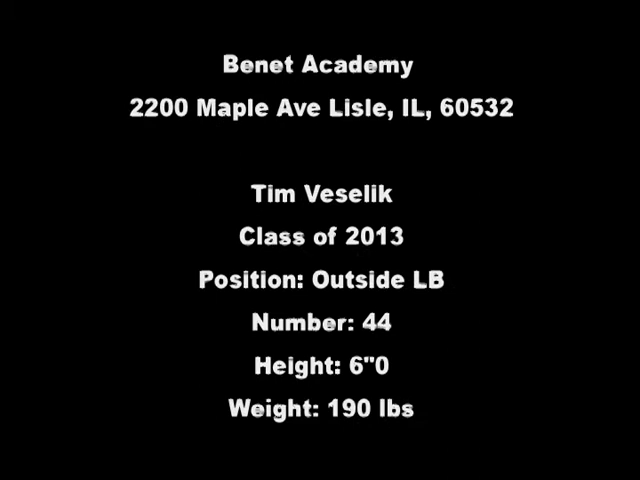 Benet Academy
2200 Maple Ave Lisle, IL, 60532
Tim Veselik
Class of 2013
Position: Outside LB
Number: 44
Height: 6"0
Weight: 190 lbs